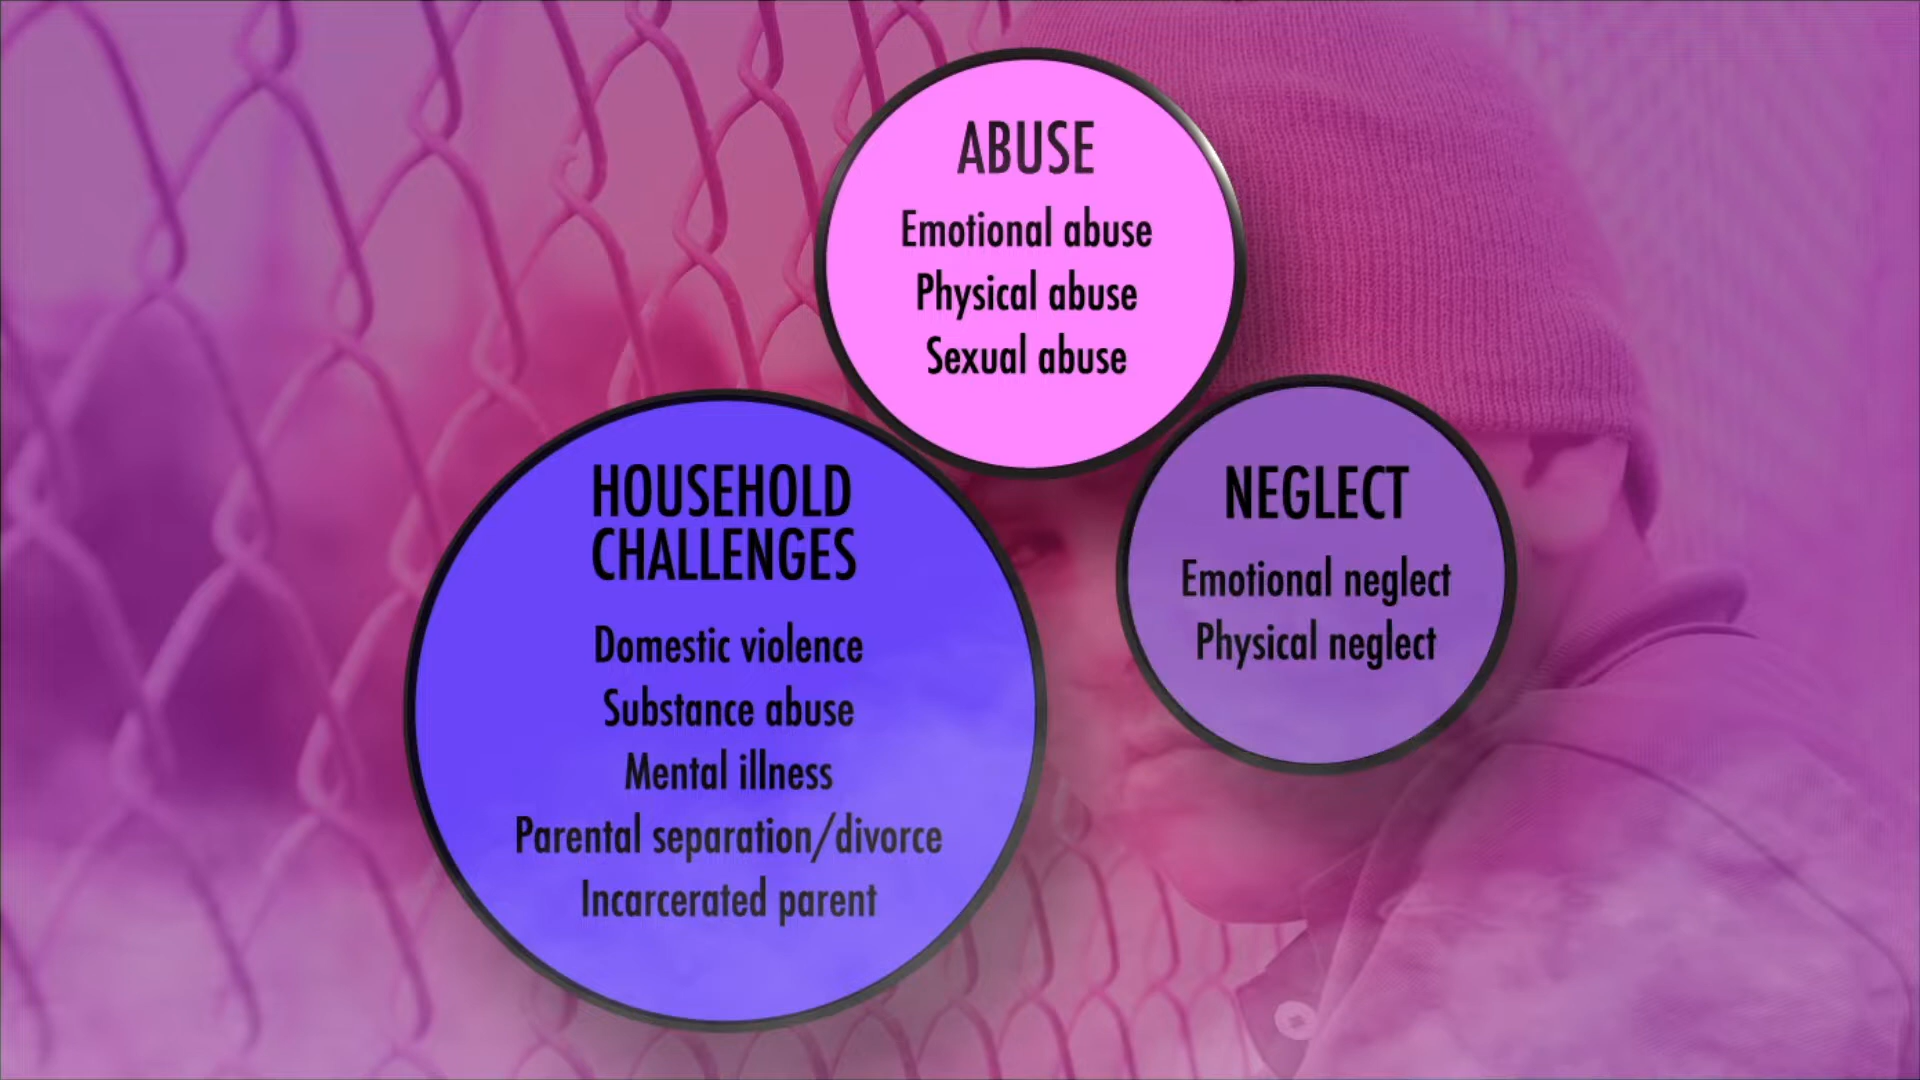 ABUSE
Emotional abuse
Physical abuse
Sexual abuse
HOUSEHOLD
CHALLENGES
Domestic violence
Substance abuse
Mental illness
Parental separation/divorce
Incarcerated parent
NEGLECT
Emotional neglect
Physical neglect